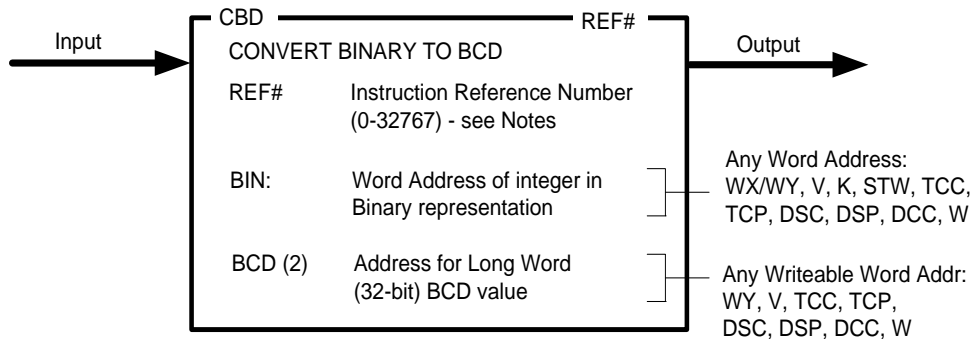 CBD REF#
Input
CONVERT BINARY TO BCD
Output
REF# Instruction Reference Number
(0-32767) - see Notes
BIN: Word Address of integer in
Binary representation
Any Word Address:
WX/WY, V, K, STW, TCC,
TCP, DSC, DSP, DCC, W
BCD (2) Address for Long Word
(32-bit) BCD value
Any Writeable Word Addr:
WY, V, TCC, TCP,
DSC, DSP, DCC, W